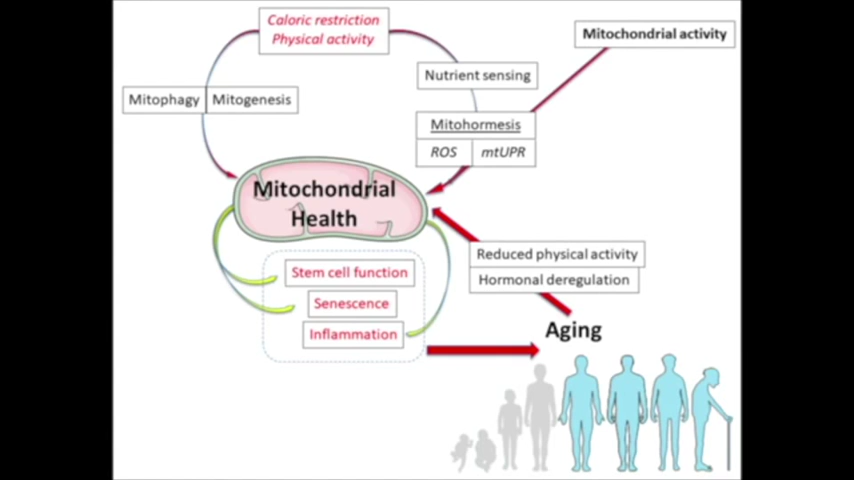 Caloric restriction
Physical activity
Mitochondrial activity
Nutrient sensing
Mitophagy Mitogenesis
Mitohormesis
ROS mtUPR
Mitochondrial
Health
Reduced physical activity
Hormonal deregulation
Stem cell function
Senescence
Inflammation
Aging